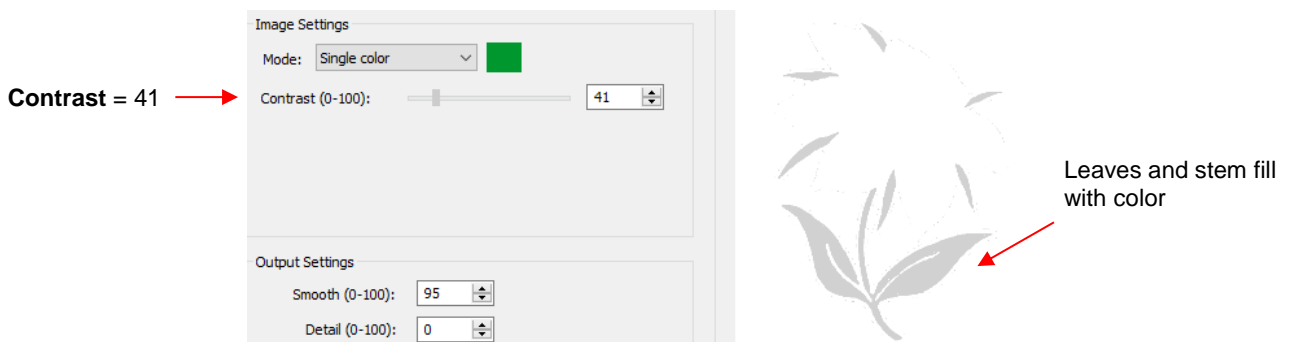 Image Settings
Mode: Single color
Contrast = 41
Contrast (0-100): 41
Leaves and stem fill
with color
Output Settings
Smooth (0-100): 95
Detail (0-100): 0